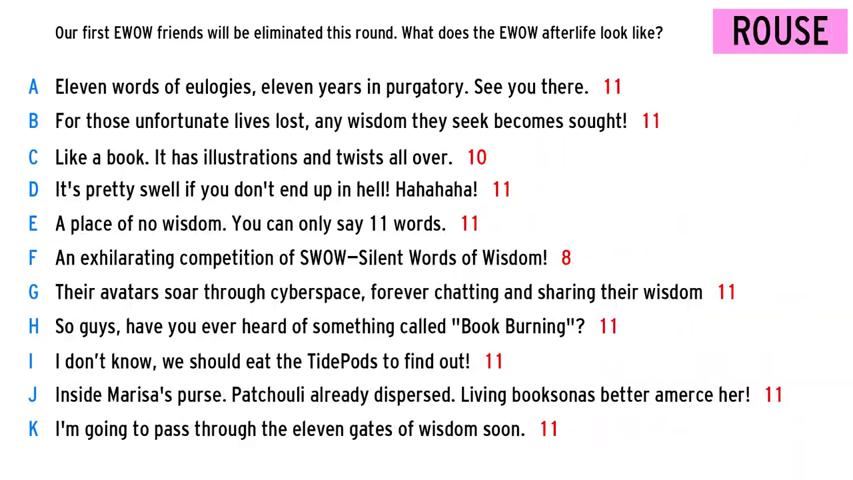 Our first EWOW friends will be eliminated this round. What does the EWOW afterlife look like?
ROUSE
A Eleven words of eulogies, eleven years in purgatory. See you there. 11
B For those unfortunate lives lost, any wisdom they seek becomes sought! 11
C Like a book. It has illustrations and twists all over. 10
D It's pretty swell if you don't end up in hell! Hahahaha! 11
E A place of no wisdom. You can only say 11 words. 11
F An exhilarating competition of SWOW—Silent Words of Wisdom! 8
G Their avatars soar through cyberspace, forever chatting and sharing their wisdom 11
H So guys, have you ever heard of something called "Book Burning"? 11
I I don’t know, we should eat the TidePods to find out! 11
J Inside Marisa's purse. Patchouli already dispersed. Living booksonas better amerce her! 11
K I'm going to pass through the eleven gates of wisdom soon. 11